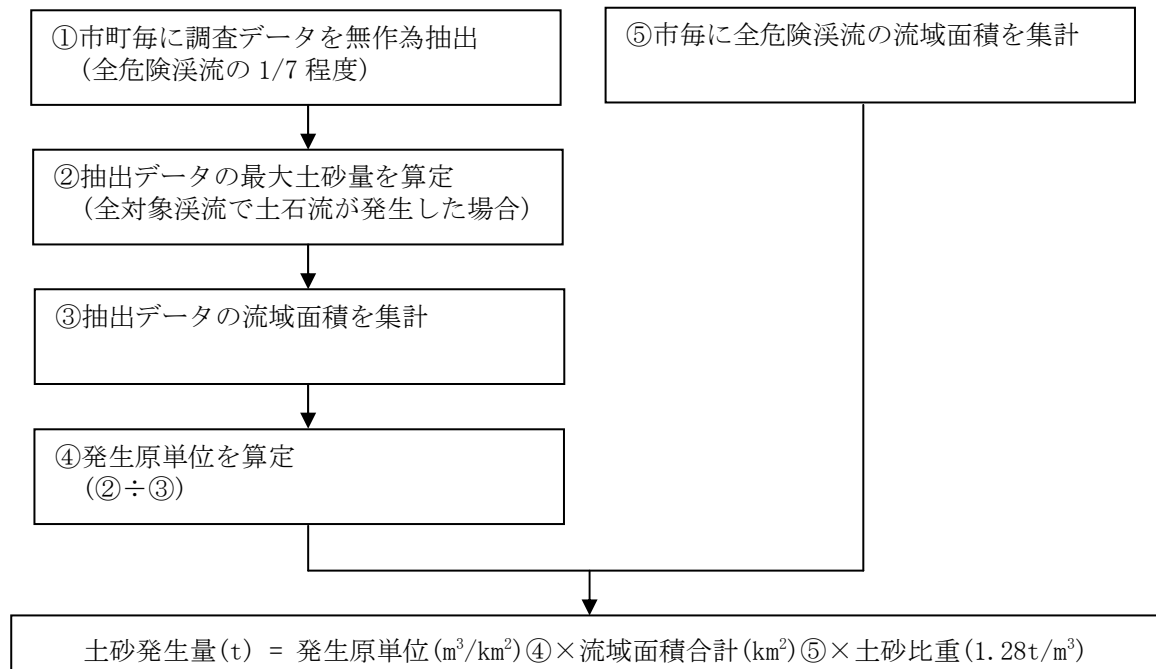 ①市町毎に調査データを無作為抽出
(全危険渓流の 1/7 程度)
②抽出データの最大土砂量を算定
(全対象渓流で土石流が発生した場合)
③抽出データの流域面積を集計
④発生原単位を算定
(②÷③)
⑤市毎に全危険渓流の流域面積を集計
土砂発生量(t) = 発生原単位(m³/km²)④×流域面積合計(km²)⑤×土砂比重(1.28t/m³)